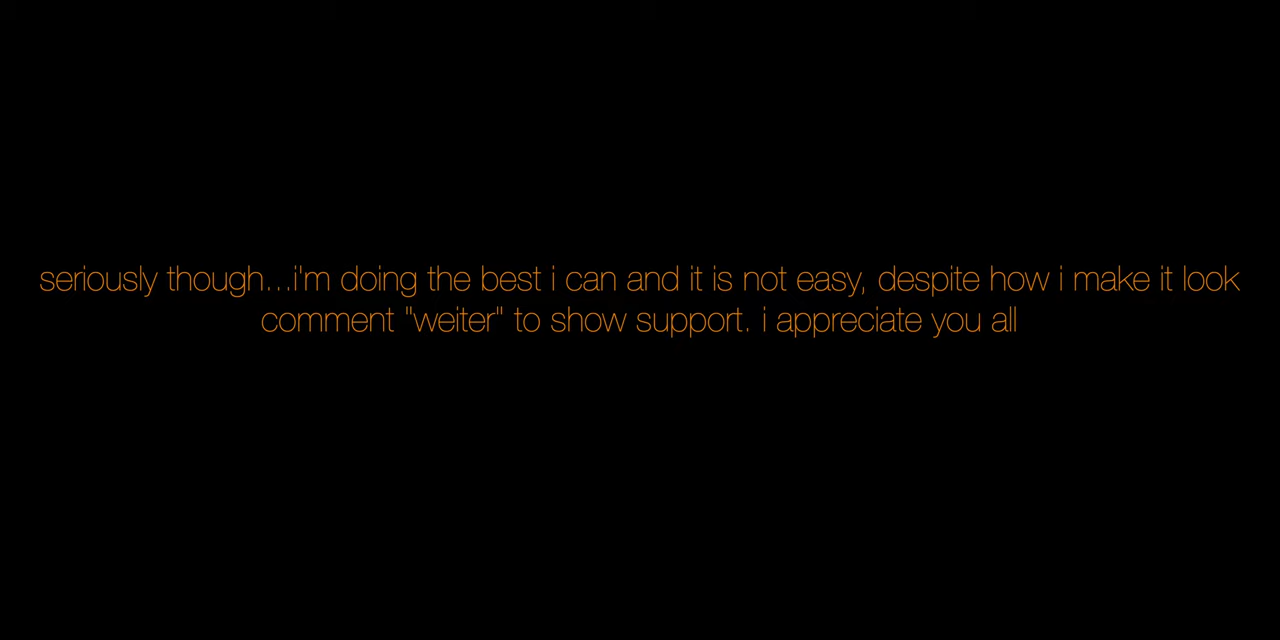 seriously though...i'm doing the best i can and it is not easy, despite how i make it look
comment "weiter" to show support. i appreciate you all